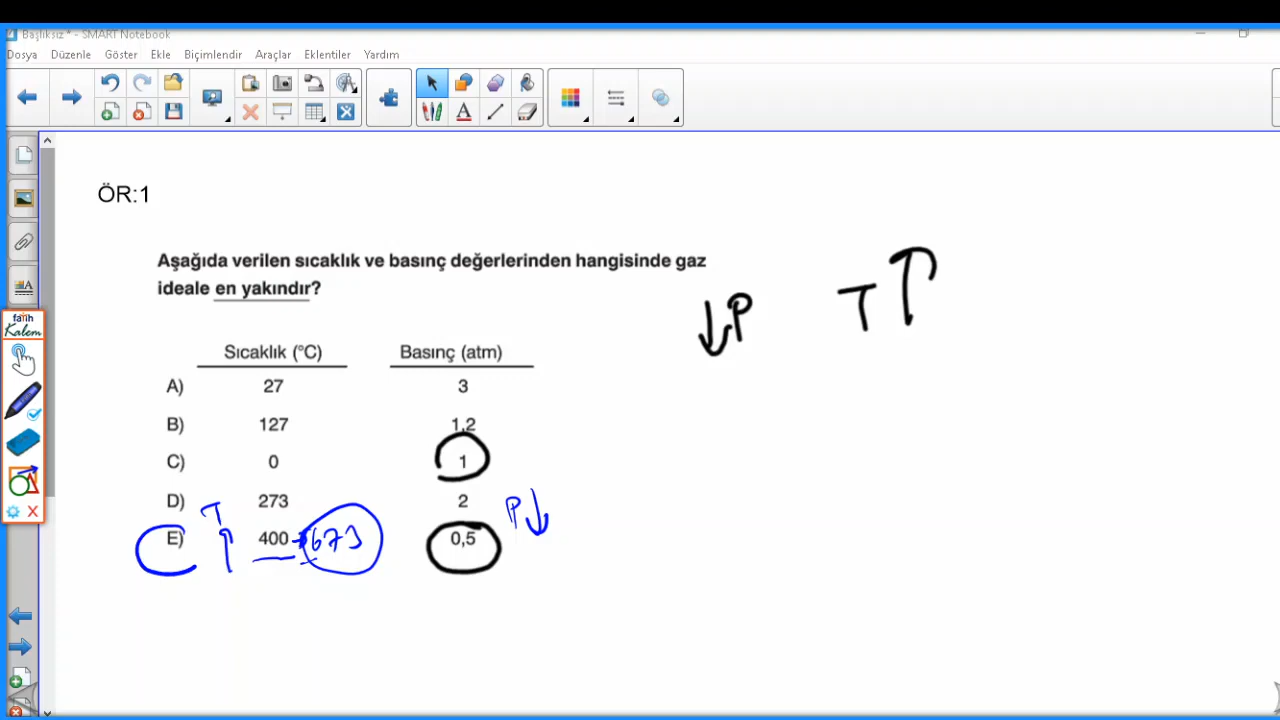 Başlıksız * - SMART Notebook
Dosya Düzenle Göster Ekle Biçimlendir Araçlar Eklentiler Yardım
ÖR:1
Aşağıda verilen sıcaklık ve basınç değerlerinden hangisinde gaz
ideale en yakındır?
↓P T↑
Sıcaklık (°C) Basınç (atm)
A) 27 3
B) 127 1,2
C) 0 1
D) 273 2
T↑ P↓
E) 400 → 673 0,5
fatih
Kalem